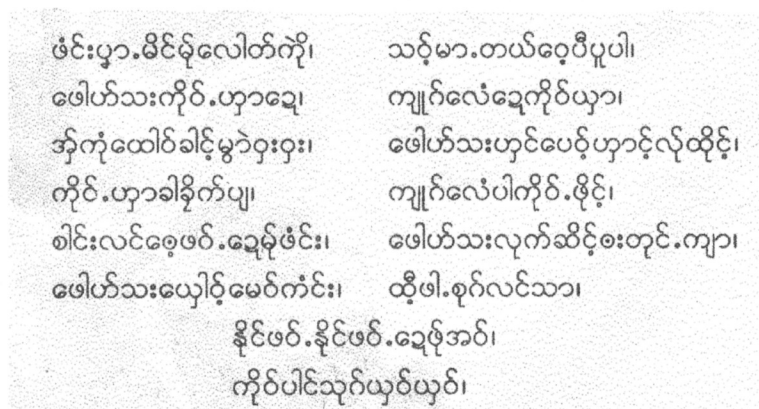 ဖံင်းပှာႉမိင်မ်ုလေါတ်ကဲို၊ သဝ့်မာႉတယ်ဝေ့ပီပူပါ၊
ဖေါဟ်သးကိုဝ်ႉဟှာဍေ၊ ကျုဂ်လေံဍေကိုဝ်ယှာ၊
အ်ုကုံထေါဝ်ခါင့်မွာဲဝှးဝှး၊ ဖေါဟ်သးဟှင်ပေဝ့်ဟှာင့်လ်ုထိုင့်၊
ကိုင်ႉဟှာခါခိုက်ပျ၊ ကျုဂ်လေံပါကိုဝ်ႉဖိုင့်၊
စါင်းလင်စေ့ဖဝ်ႉဍေမ်ုဖံင်း၊ ဖေါဟ်သးလုက်ဆိင့်စးတုင်ႉကျာ၊
ဖေါဟ်သးယှေါဝ့်မေဝ်ကံင်း၊ ထီ့ဖါႉစုဂ်လင်သာ၊
နိုင်ဖဝ်ႉနိုင်ဖဝ်ႉဍေဖ်ုအဝ်၊
ကိုဝ်ပါင်သုဂ်ယှဝ်ယှဝ်၊